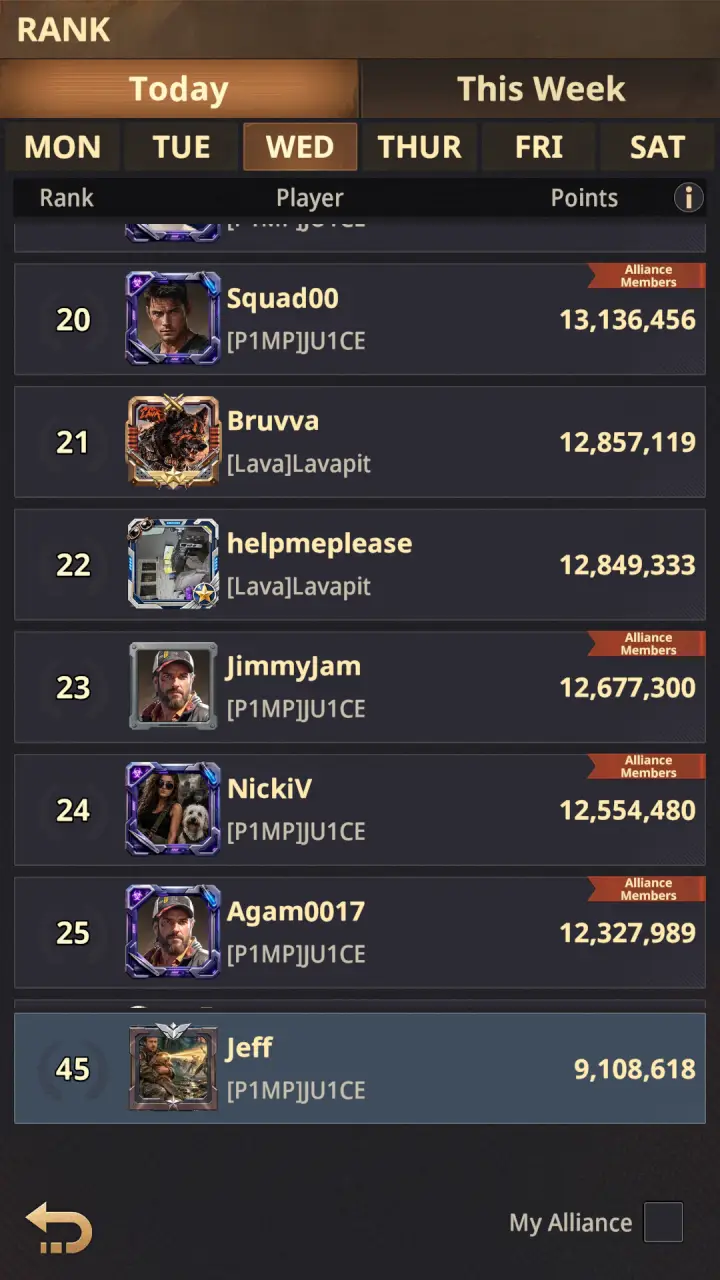 RANK
Today
This Week
MON
TUE
WED
THUR
FRI
SAT
Rank
Player
Points
Alliance
Members
20
Squad00
[P1MP]JU1CE
13,136,456
21
Bruvva
[Lava]Lavapit
12,857,119
22
helpmeplease
[Lava]Lavapit
12,849,333
Alliance
Members
23
JimmyJam
[P1MP]JU1CE
12,677,300
Alliance
Members
24
NickiV
[P1MP]JU1CE
12,554,480
Alliance
Members
25
Agam0017
[P1MP]JU1CE
12,327,989
45
Jeff
[P1MP]JU1CE
9,108,618
My Alliance